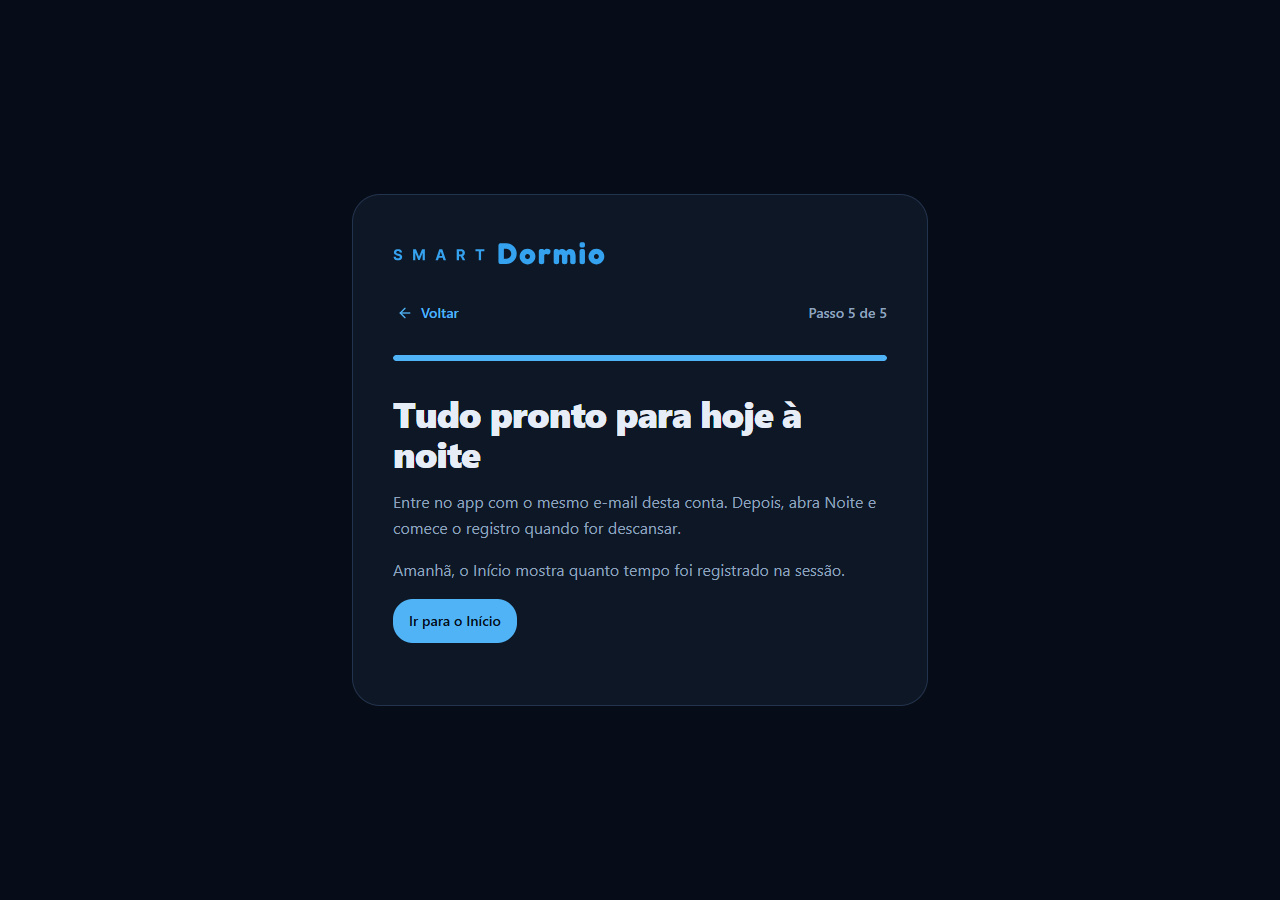 SMART Dormio
Voltar
Passo 5 de 5
Tudo pronto para hoje à
noite
Entre no app com o mesmo e-mail desta conta. Depois, abra Noite e
comece o registro quando for descansar.
Amanhã, o Início mostra quanto tempo foi registrado na sessão.
Ir para o Início